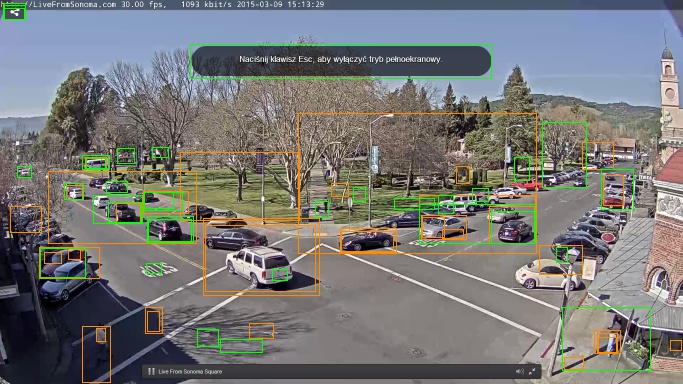 //LiveFromSonoma.com 30.00 fps, 1093 kbit/s 2015-03-09 15:13:29
Naciśnij klawisz Esc, aby wyłączyć tryb pełnoekranowy.
STOP
Live From Sonoma Square